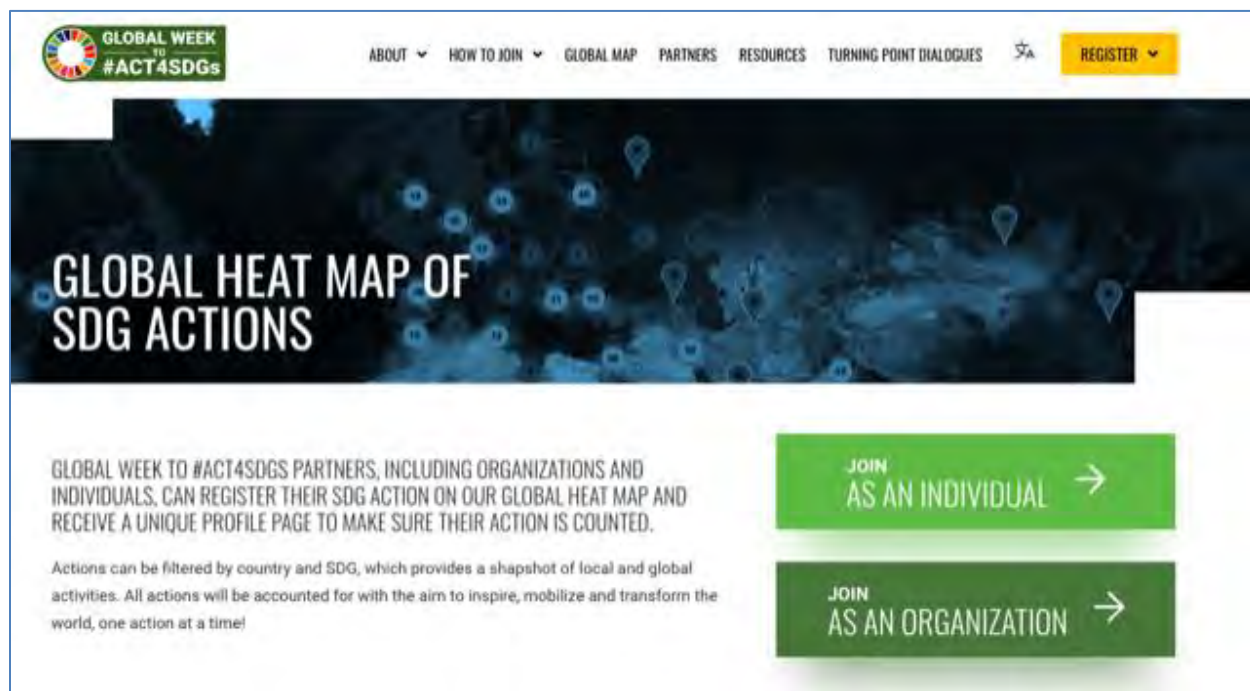 GLOBAL WEEK
TO
#ACT4SDGs
ABOUT HOW TO JOIN GLOBAL MAP PARTNERS RESOURCES TURNING POINT DIALOGUES REGISTER
GLOBAL HEAT MAP OF
SDG ACTIONS
GLOBAL WEEK TO #ACT4SDGS PARTNERS, INCLUDING ORGANIZATIONS AND
INDIVIDUALS, CAN REGISTER THEIR SDG ACTION ON OUR GLOBAL HEAT MAP AND
RECEIVE A UNIQUE PROFILE PAGE TO MAKE SURE THEIR ACTION IS COUNTED.
Actions can be filtered by country and SDG, which provides a shapshot of local and global
activities. All actions will be accounted for with the aim to inspire, mobilize and transform the
world, one action at a time!
JOIN
AS AN INDIVIDUAL
JOIN
AS AN ORGANIZATION